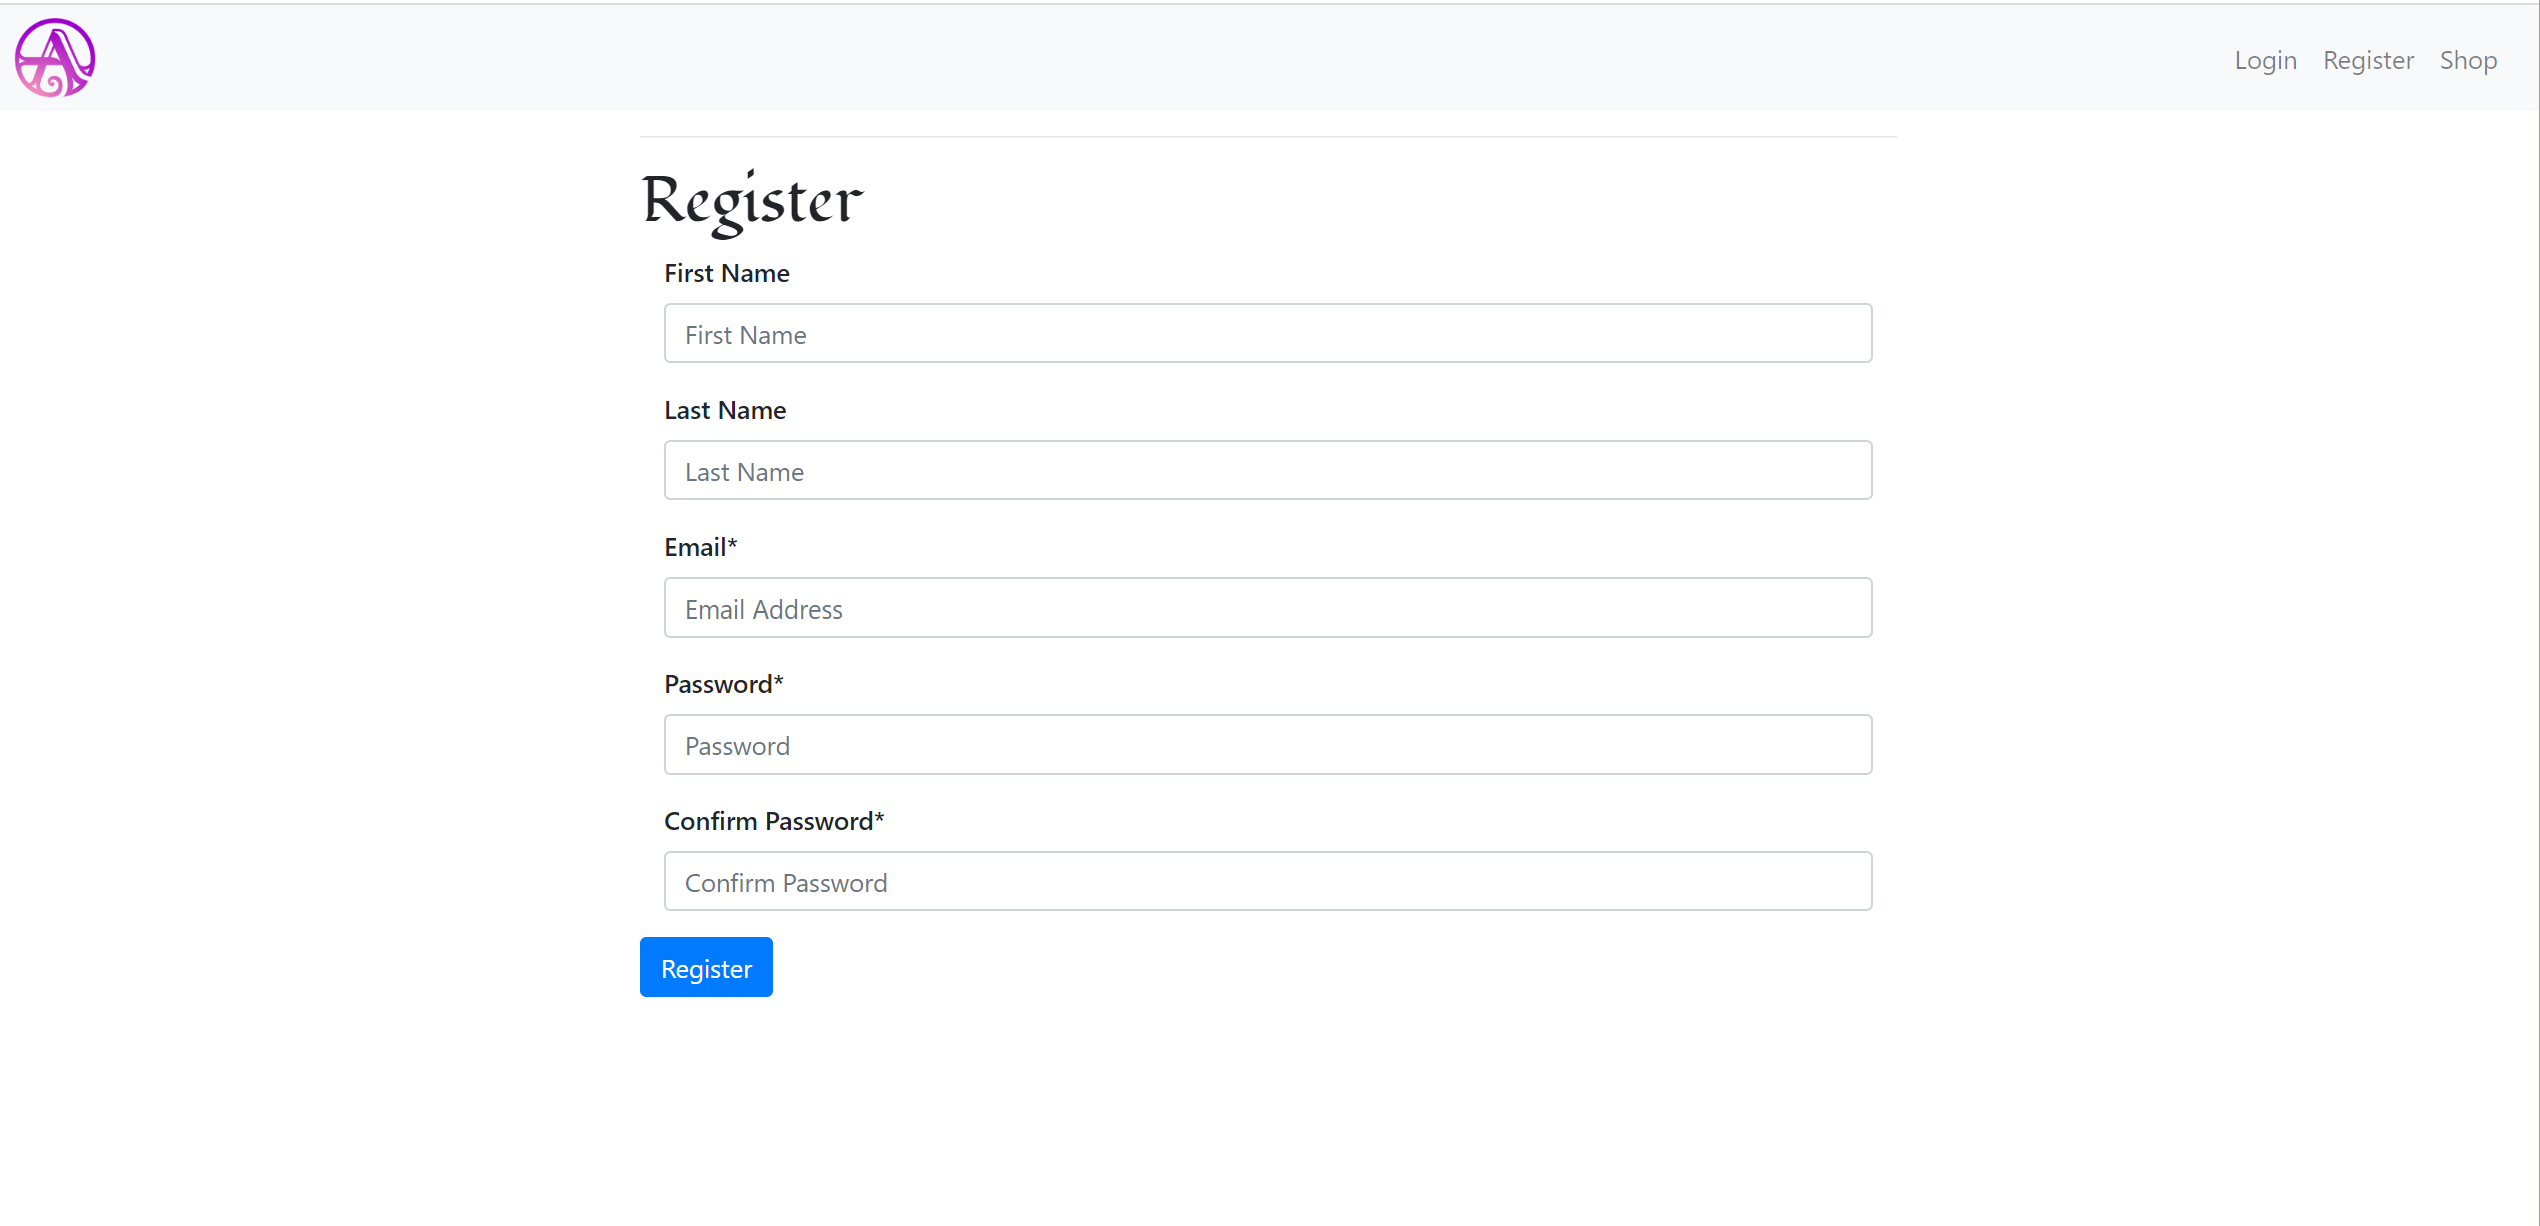 A
Login Register Shop
Register
First Name
First Name
Last Name
Last Name
Email*
Email Address
Password*
Password
Confirm Password*
Confirm Password
Register